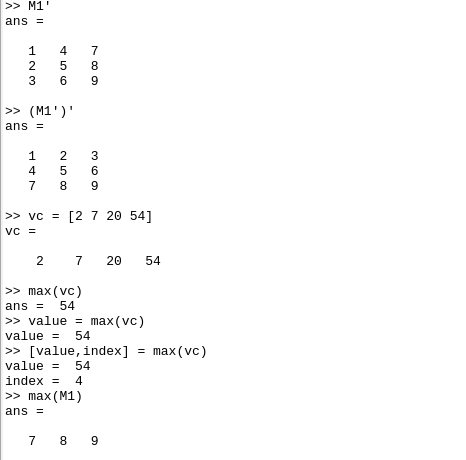 >> M1'
ans =
1 4 7
2 5 8
3 6 9
>> (M1')'
ans =
1 2 3
4 5 6
7 8 9
>> vc = [2 7 20 54]
vc =
2 7 20 54
>> max(vc)
ans = 54
>> value = max(vc)
value = 54
>> [value,index] = max(vc)
value = 54
index = 4
>> max(M1)
ans =
7 8 9